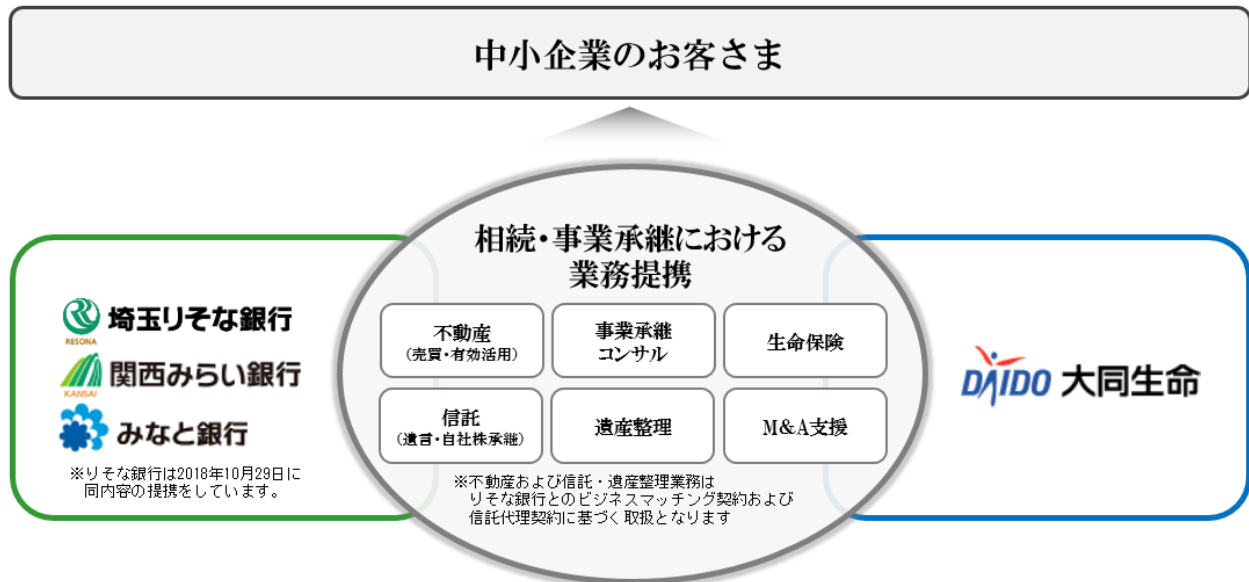 中小企業のお客さま
相続・事業承継における
業務提携
不動産
(売買・有効活用)
事業承継
コンサル
生命保険
信託
(遺言・自社株承継)
遺産整理
M&A支援
※不動産および信託・遺産整理業務は
りそな銀行とのビジネスマッチング契約および
信託代理契約に基づく取扱となります
RESONA
埼玉りそな銀行
KANSAI
関西みらい銀行
みなと銀行
※りそな銀行は2018年10月29日に
同内容の提携をしています。
DAIDO 大同生命